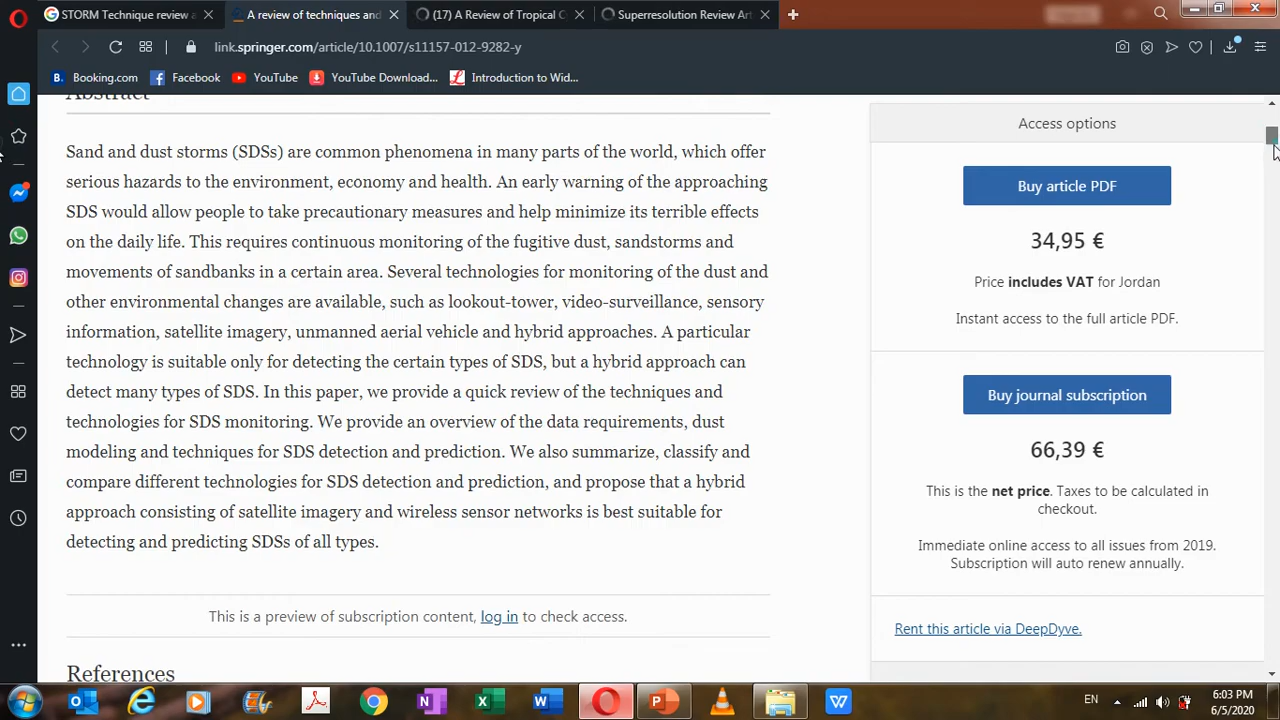 STORM Technique review a
A review of techniques and
(17) A Review of Tropical C
Superresolution Review Art
link.springer.com/article/10.1007/s11157-012-9282-y
B. Booking.com
Facebook
YouTube
YouTube Download...
Introduction to Wid...
Abstract
Sand and dust storms (SDSs) are common phenomena in many parts of the world, which offer
serious hazards to the environment, economy and health. An early warning of the approaching
SDS would allow people to take precautionary measures and help minimize its terrible effects
on the daily life. This requires continuous monitoring of the fugitive dust, sandstorms and
movements of sandbanks in a certain area. Several technologies for monitoring of the dust and
other environmental changes are available, such as lookout-tower, video-surveillance, sensory
information, satellite imagery, unmanned aerial vehicle and hybrid approaches. A particular
technology is suitable only for detecting the certain types of SDS, but a hybrid approach can
detect many types of SDS. In this paper, we provide a quick review of the techniques and
technologies for SDS monitoring. We provide an overview of the data requirements, dust
modeling and techniques for SDS detection and prediction. We also summarize, classify and
compare different technologies for SDS detection and prediction, and propose that a hybrid
approach consisting of satellite imagery and wireless sensor networks is best suitable for
detecting and predicting SDSs of all types.
This is a preview of subscription content, log in to check access.
References
Access options
Buy article PDF
34,95 €
Price includes VAT for Jordan
Instant access to the full article PDF.
Buy journal subscription
66,39 €
This is the net price. Taxes to be calculated in
checkout.
Immediate online access to all issues from 2019.
Subscription will auto renew annually.
Rent this article via DeepDyve.
EN
6:03 PM
6/5/2020